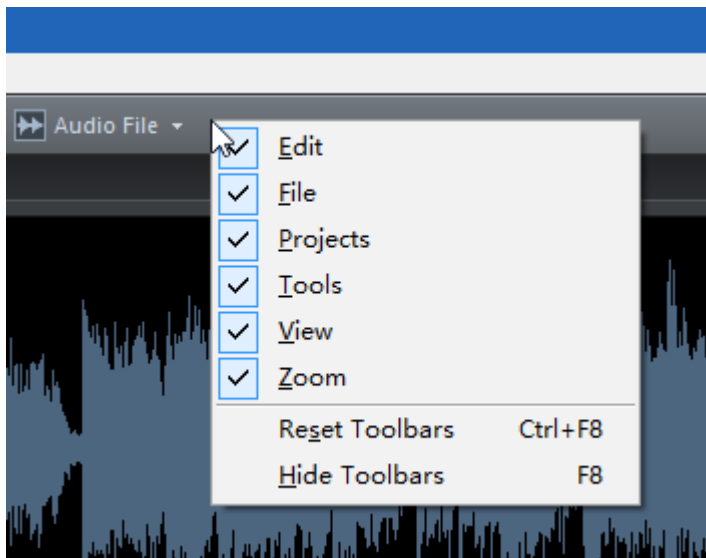 Audio File
Edit
File
Projects
Tools
View
Zoom
Reset Toolbars Ctrl+F8
Hide Toolbars F8